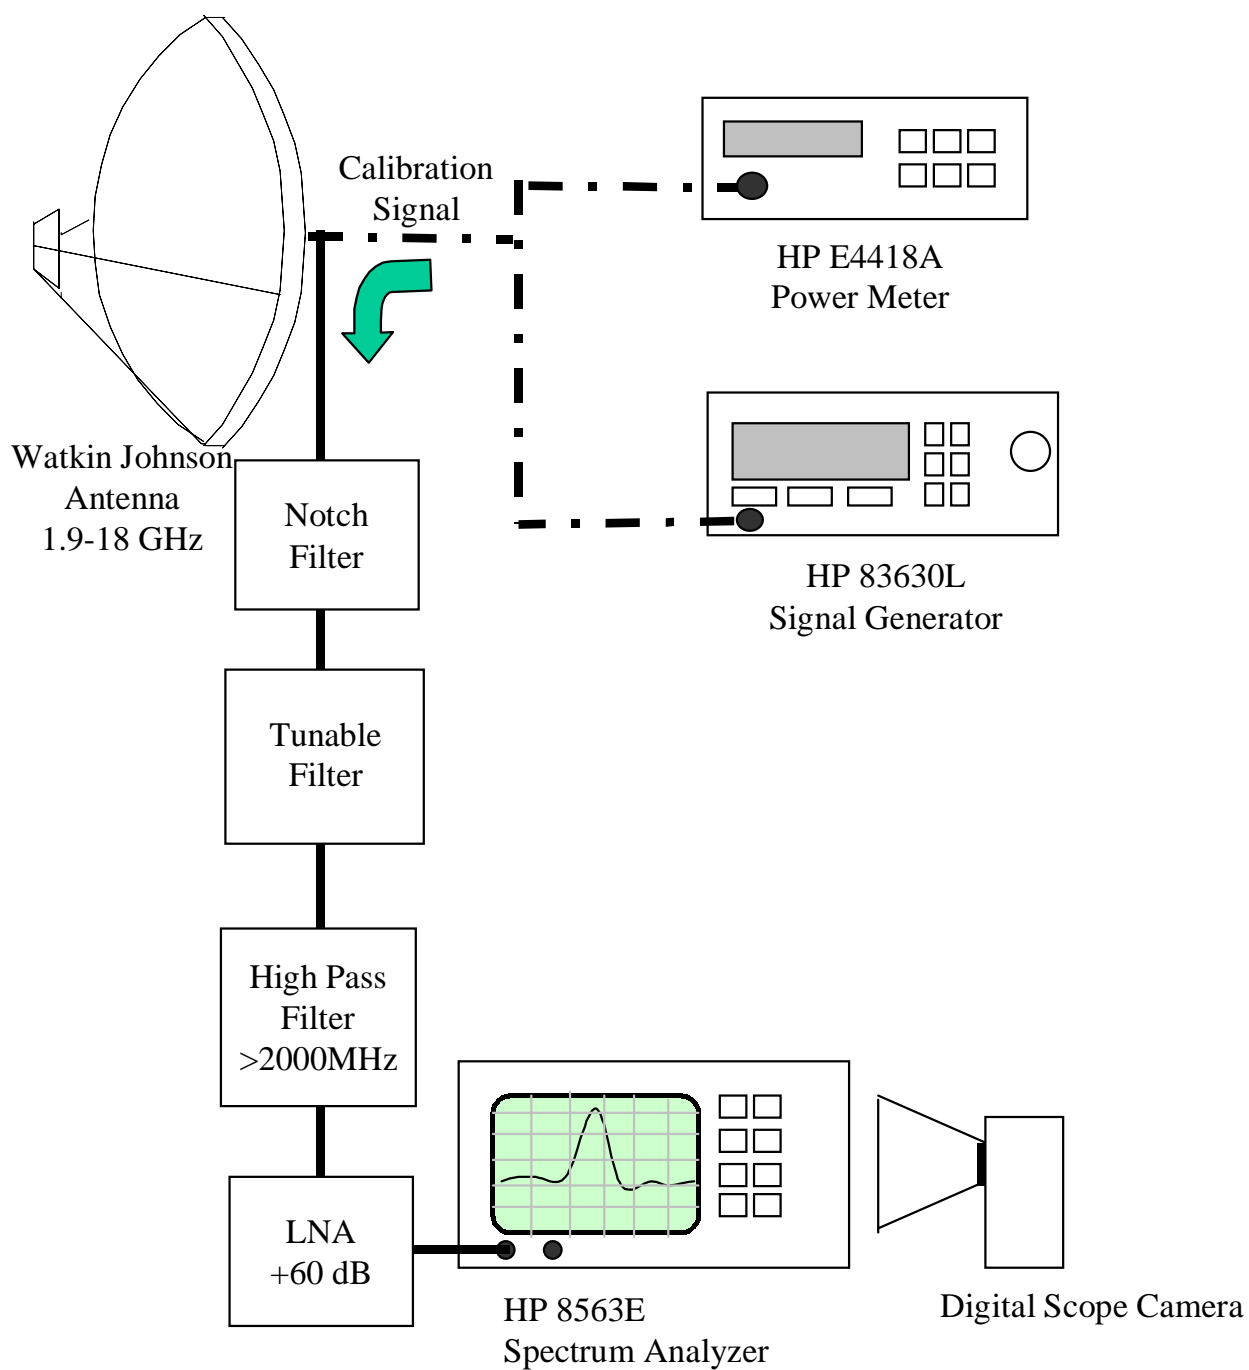 Calibration
Signal
HP E4418A
Power Meter
Watkin Johnson
Antenna
1.9-18 GHz
Notch
Filter
HP 83630L
Signal Generator
Tunable
Filter
High Pass
Filter
>2000MHz
LNA
+60 dB
HP 8563E
Spectrum Analyzer
Digital Scope Camera